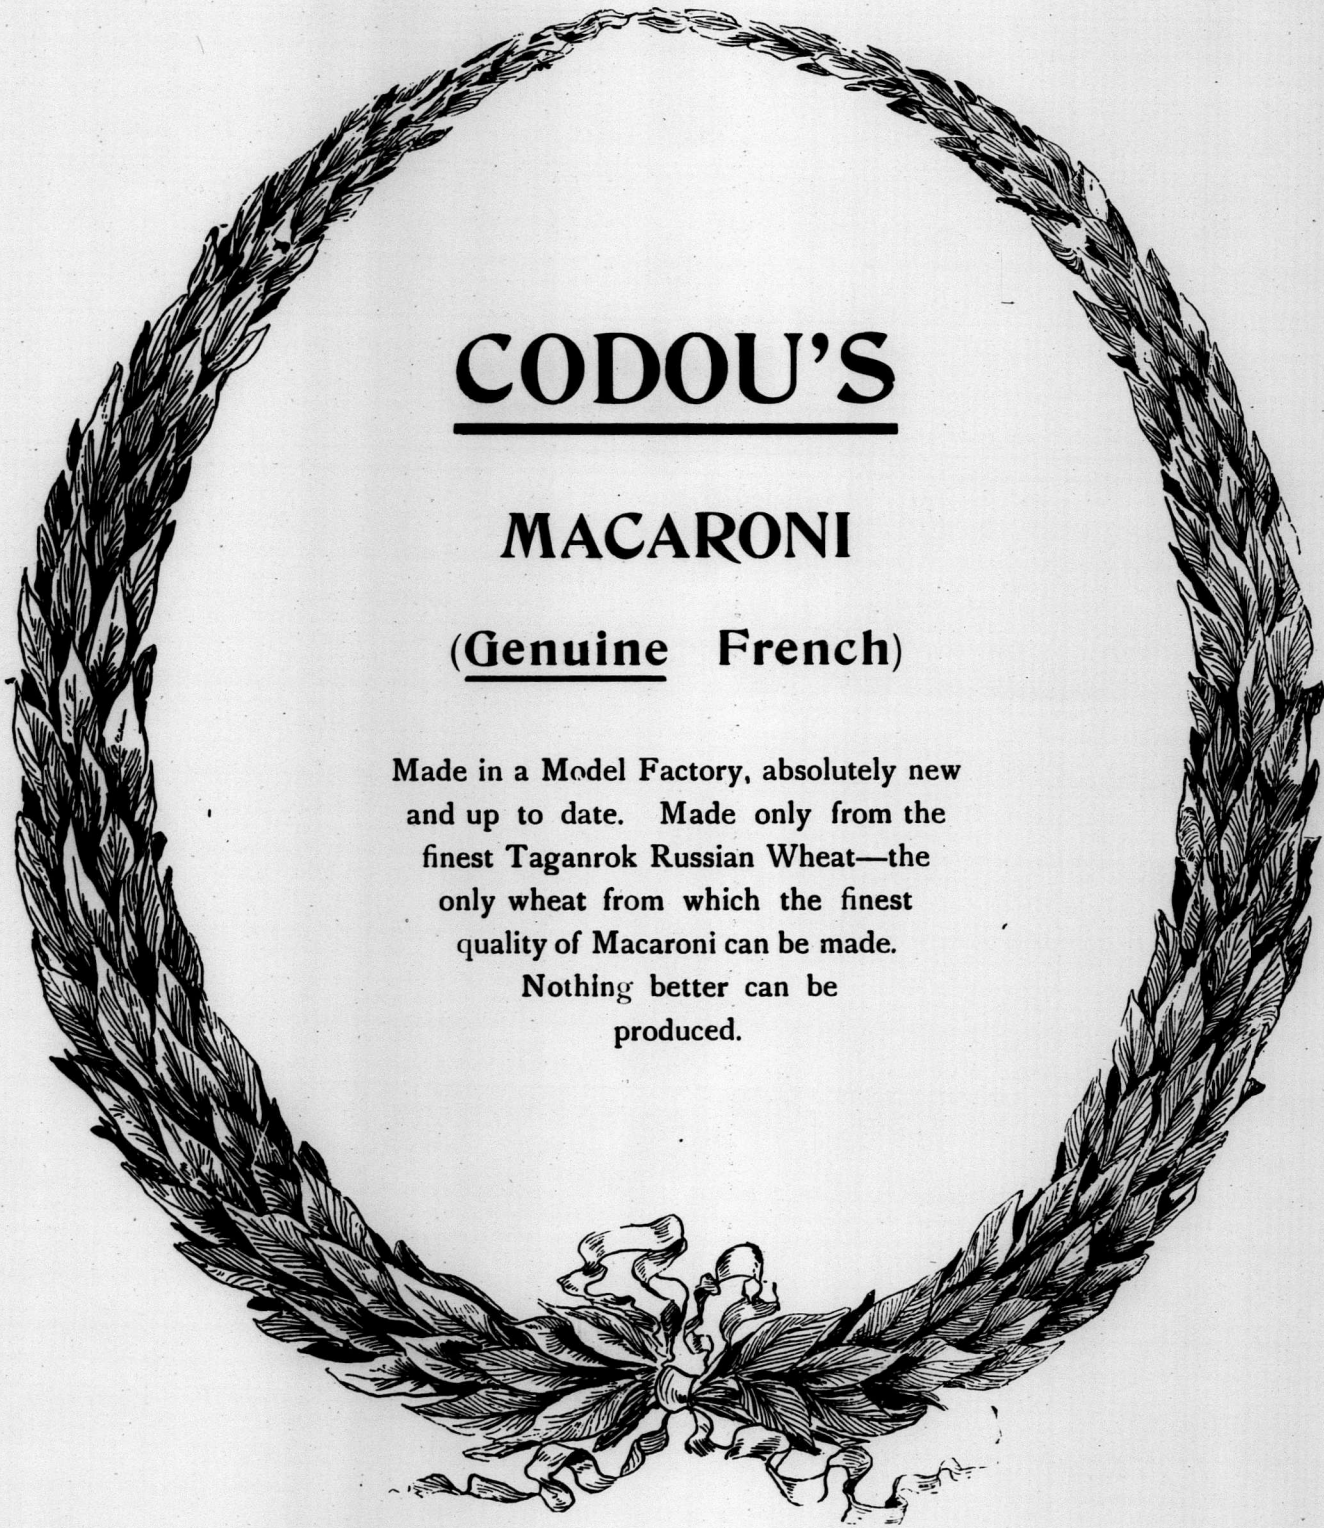 CODOU'S
MACARONI
(Genuine French)
Made in a Model Factory, absolutely new
and up to date. Made only from the
finest Taganrok Russian Wheat—the
only wheat from which the finest
quality of Macaroni can be made.
Nothing better can be
produced.